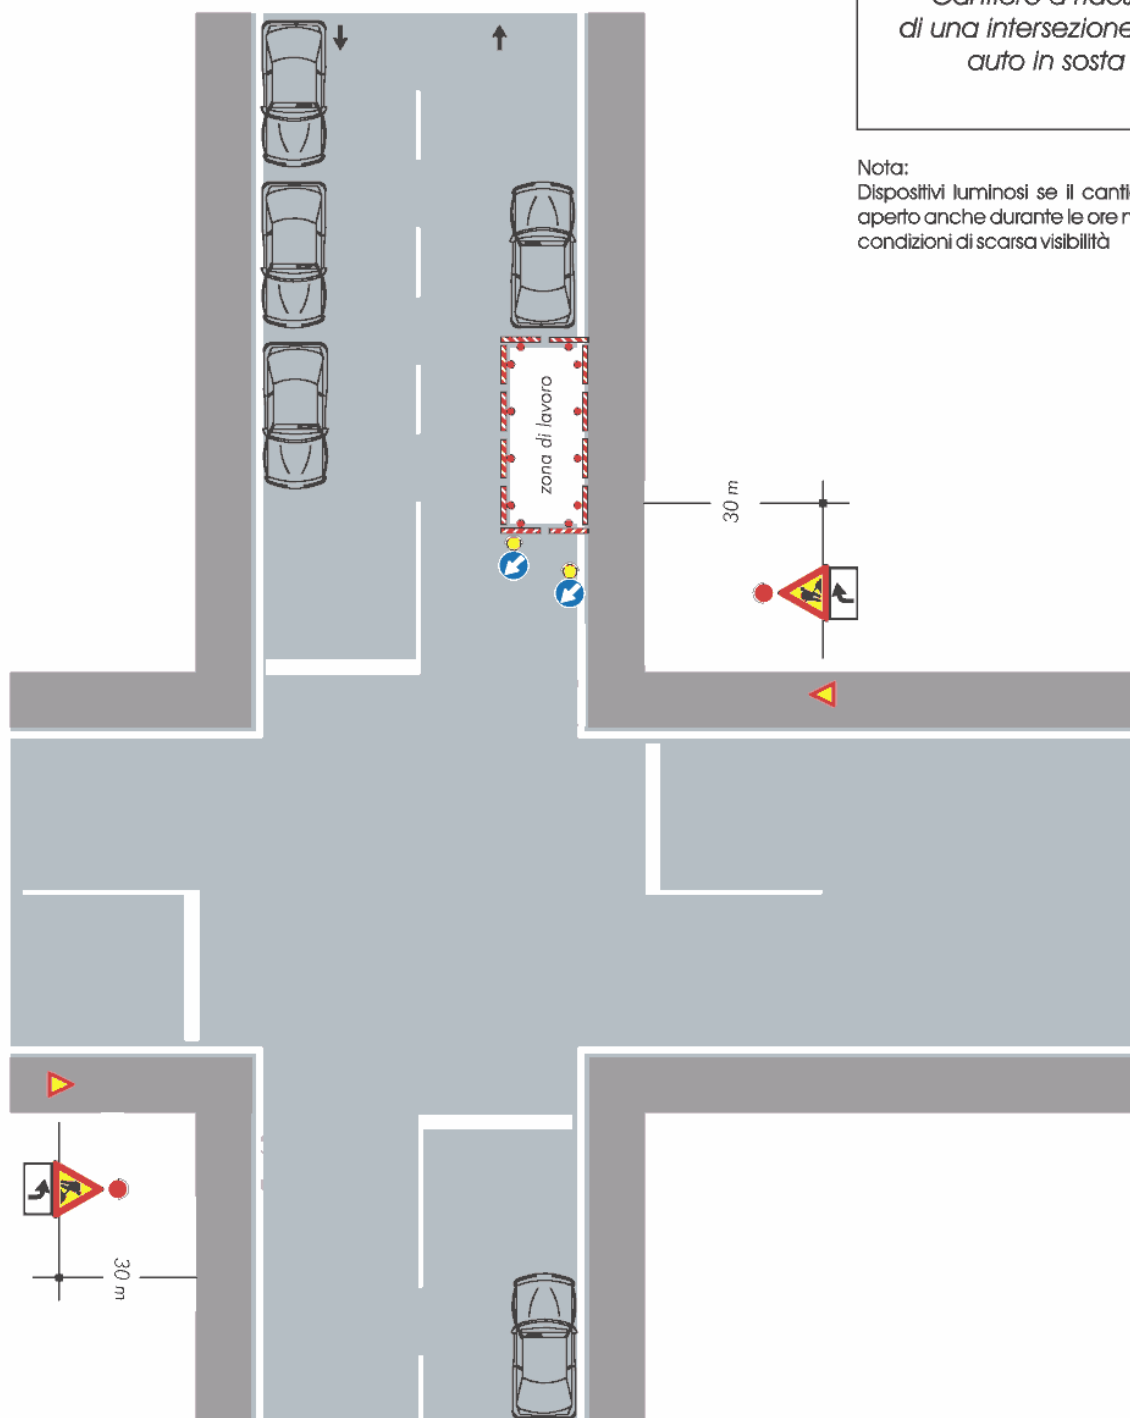 di una intersezione
auto in sosta
Nota:
Dispositivi luminosi se il
aperto anche durante le ore
condizioni di scarsa visibilità
zona di lavoro
30 m
30 m